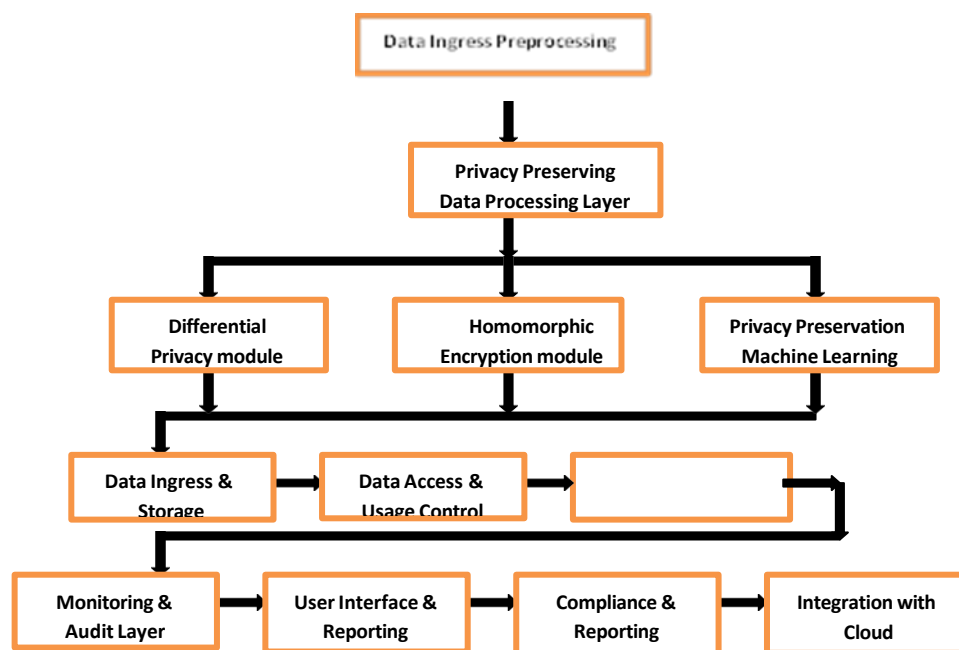 Data Ingress Preprocessing
Privacy Preserving
Data Processing Layer
Differential
Privacy module
Homomorphic
Encryption module
Privacy Preservation
Machine Learning
Data Ingress &
Storage
Data Access &
Usage Control
Monitoring &
Audit Layer
User Interface &
Reporting
Compliance &
Reporting
Integration with
Cloud